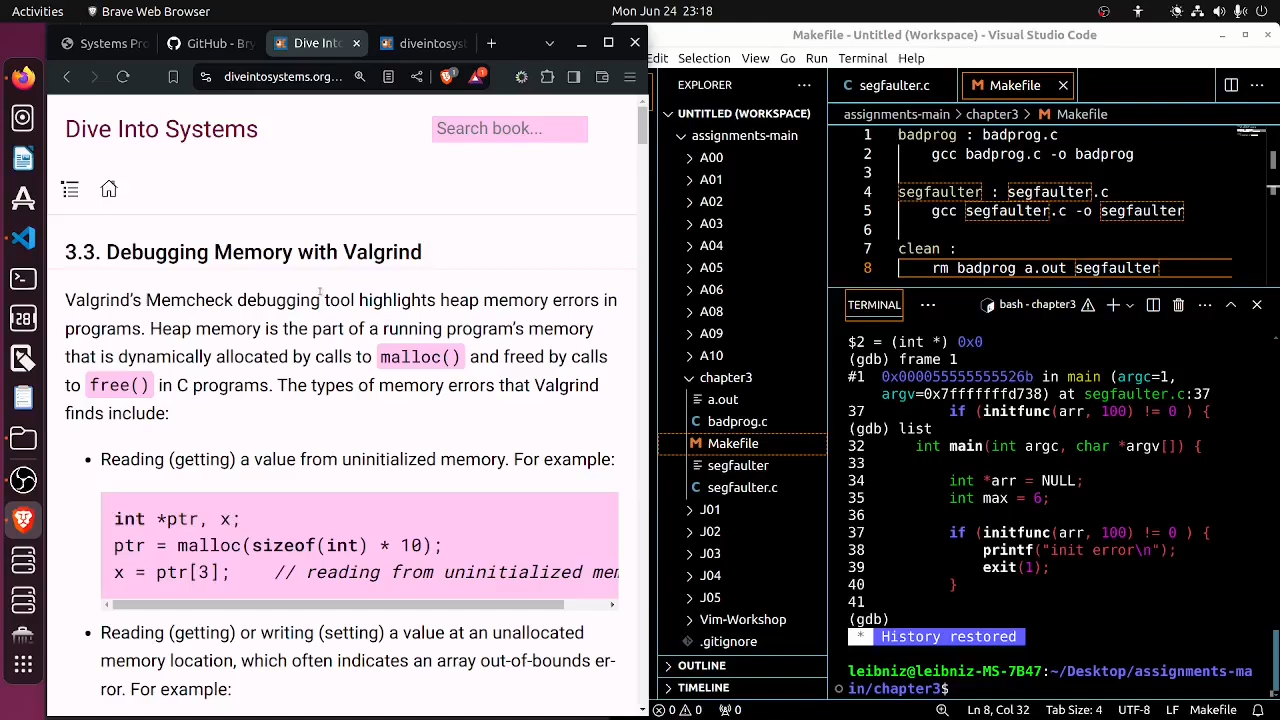 Activities
Brave Web Browser
Mon Jun 24 23:18
Systems Pro
GitHub - Bry
Dive Into
diveintosyst
diveintosystems.org...
1
Dive Into Systems
Search book...
3.3. Debugging Memory with Valgrind
Valgrind's Memcheck debugging tool highlights heap memory errors in
programs. Heap memory is the part of a running program's memory
that is dynamically allocated by calls to malloc() and freed by calls
to free() in C programs. The types of memory errors that Valgrind
finds include:
• Reading (getting) a value from uninitialized memory. For example:
int *ptr, x;
ptr = malloc(sizeof(int) * 10);
x = ptr[3]; // reading from uninitialized mem
• Reading (getting) or writing (setting) a value at an unallocated
memory location, which often indicates an array out-of-bounds er-
ror. For example:
Makefile - Untitled (Workspace) - Visual Studio Code
Edit Selection View Go Run Terminal Help
EXPLORER
UNTITLED (WORKSPACE)
assignments-main
A00
A01
A02
A03
A04
A05
A06
A08
A09
A10
chapter3
a.out
C badprog.c
M Makefile
segfaulter
C segfaulter.c
J01
J02
J03
J04
J05
Vim-Workshop
.gitignore
OUTLINE
TIMELINE
C segfaulter.c
M Makefile
assignments-main > chapter3 > M Makefile
1 badprog : badprog.c
2 gcc badprog.c -o badprog
3
4 segfaulter : segfaulter.c
5 gcc segfaulter.c -o segfaulter
6
7 clean :
8 rm badprog a.out segfaulter
TERMINAL
bash - chapter3
$2 = (int *) 0x0
(gdb) frame 1
#1 0x000055555555526b in main (argc=1,
argv=0x7fffffffd738) at segfaulter.c:37
37 if (initfunc(arr, 100) != 0 ) {
(gdb) list
32 int main(int argc, char *argv[]) {
33
34 int *arr = NULL;
35 int max = 6;
36
37 if (initfunc(arr, 100) != 0 ) {
38 printf("init error\n");
39 exit(1);
40 }
41
(gdb)
* History restored
leibniz@leibniz-MS-7B47:~/Desktop/assignments-ma
in/chapter3$
0 0 0
Ln 8, Col 32 Tab Size: 4 UTF-8 LF Makefile